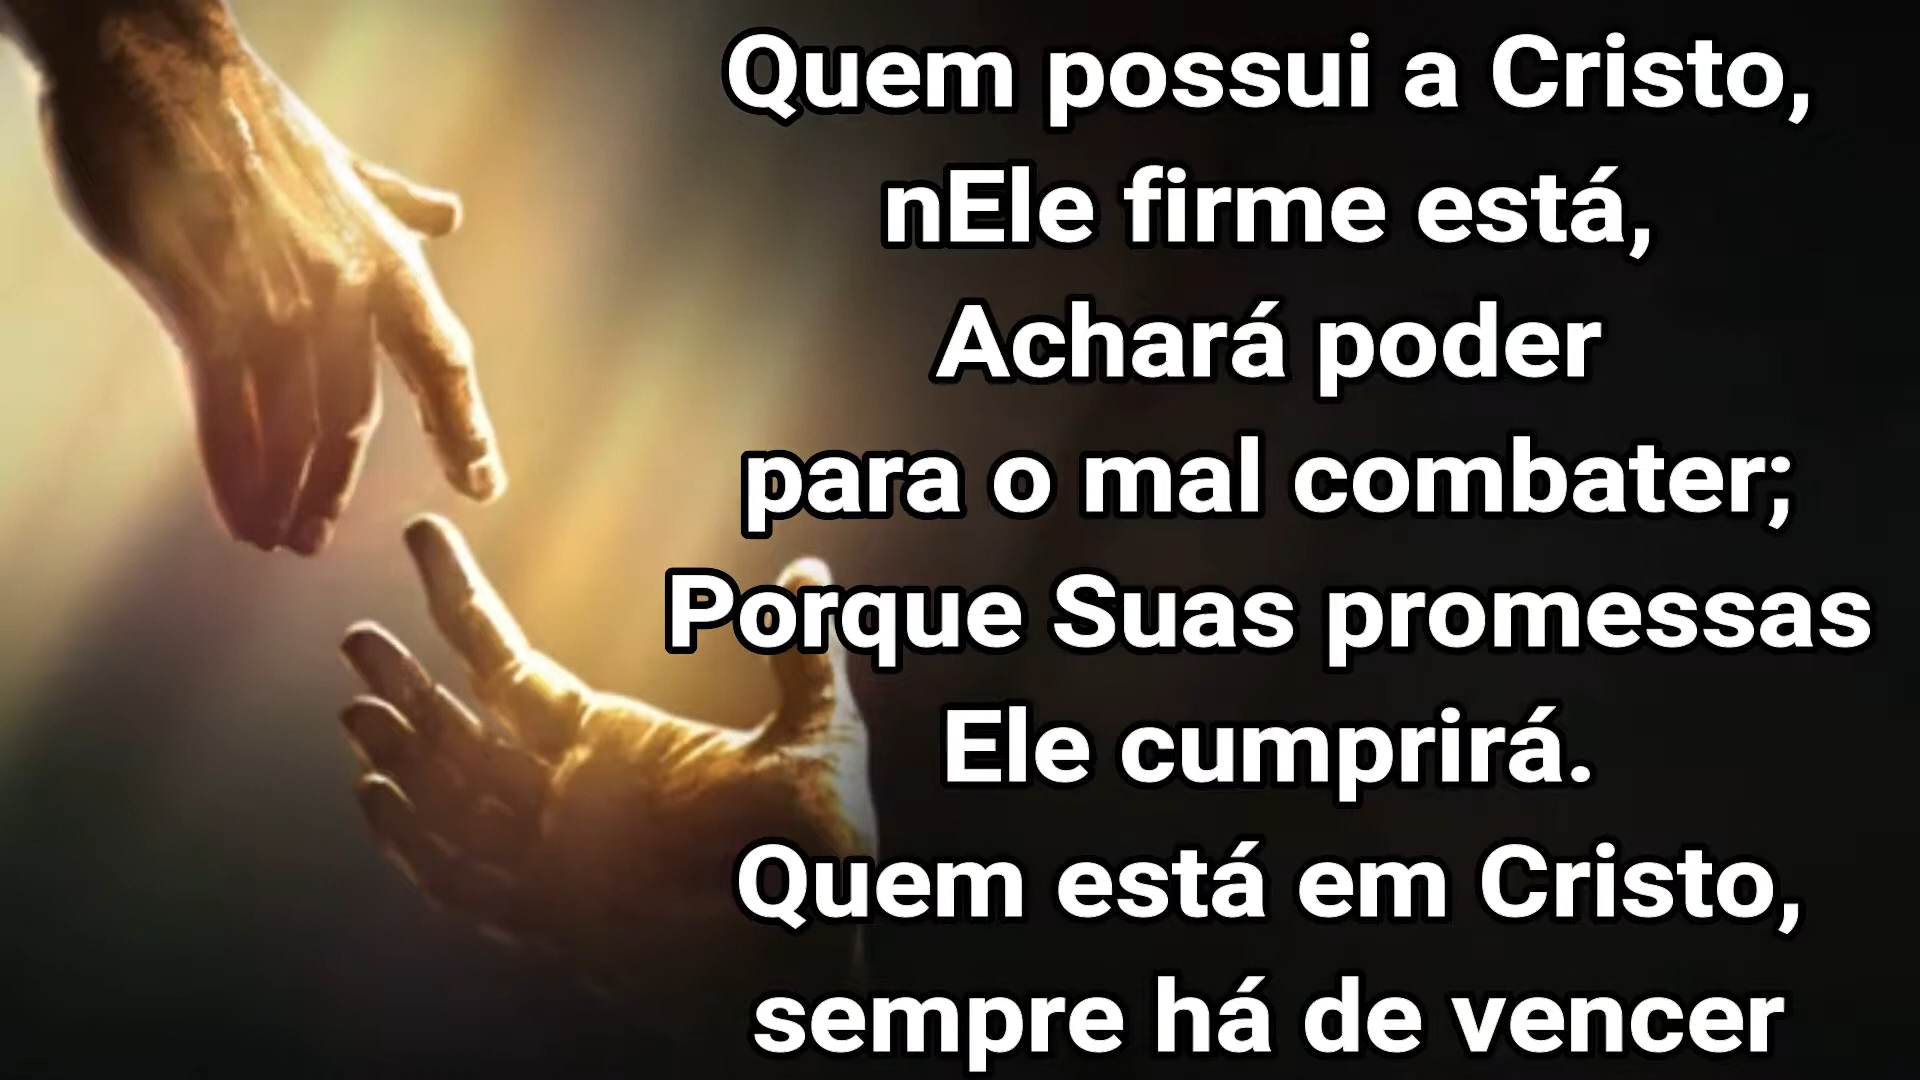 Quem possui a Cristo,
nEle firme está,
Achará poder
para o mal combater;
Porque Suas promessas
Ele cumprirá.
Quem está em Cristo,
sempre há de vencer